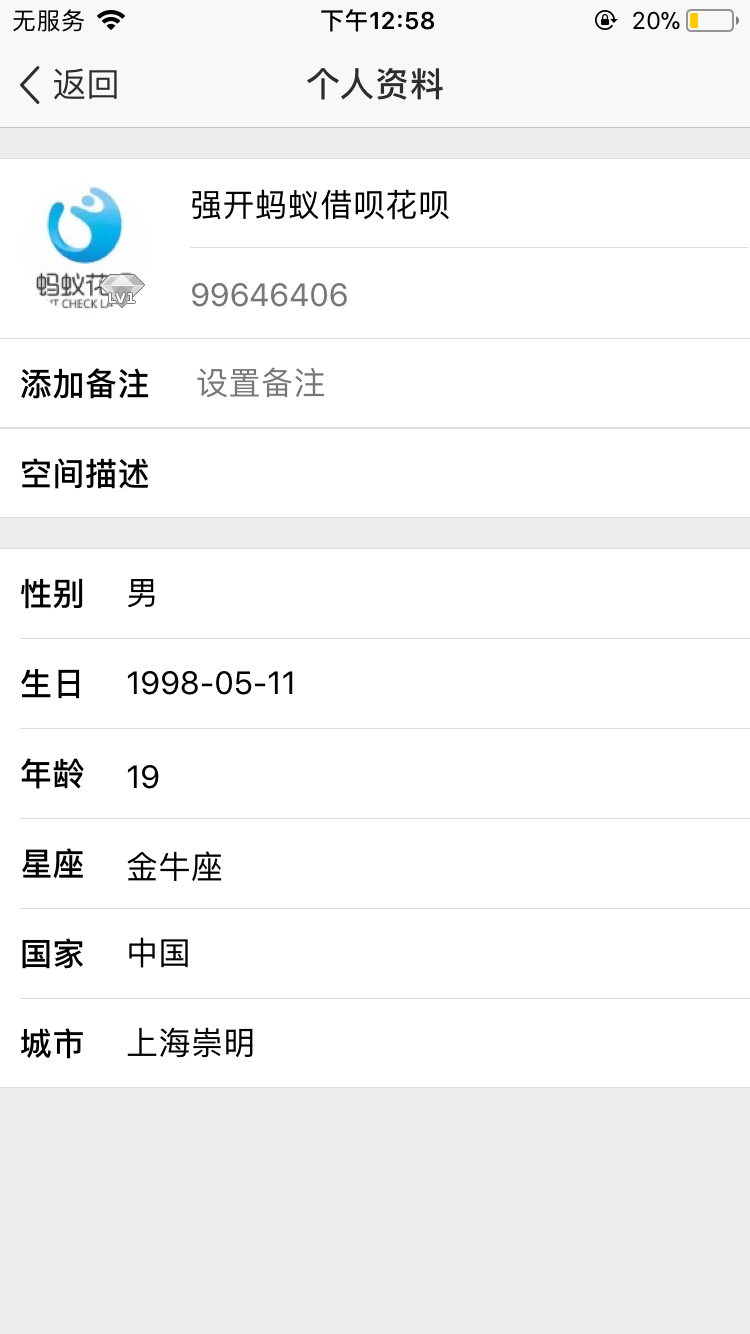 无服务 下午12:58 20%
返回 个人资料
强开蚂蚁借呗花呗
蚂蚁花
LV1
T CHECK L
99646406
添加备注 设置备注
空间描述
性别 男
生日 1998-05-11
年龄 19
星座 金牛座
国家 中国
城市 上海崇明